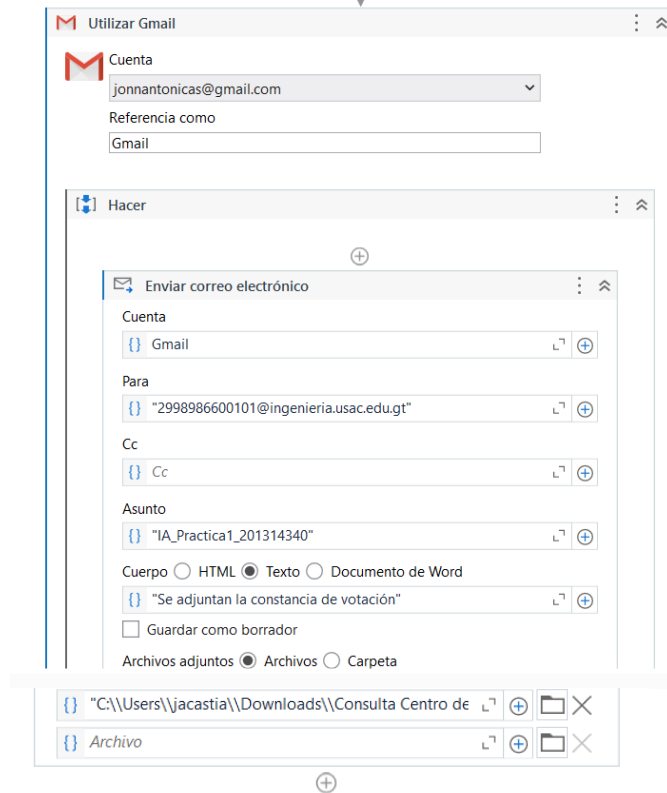 Utilizar Gmail
Cuenta
jonnantonicas@gmail.com
Referencia como
Gmail
Hacer
Enviar correo electrónico
Cuenta
{} Gmail
Para
{} "2998986600101@ingenieria.usac.edu.gt"
Cc
{} Cc
Asunto
{} "IA_Practica1_201314340"
Cuerpo HTML Texto Documento de Word
{} "Se adjuntan la constancia de votación"
Guardar como borrador
Archivos adjuntos Archivos Carpeta
{} "C:\\Users\\jacastia\\Downloads\\Consulta Centro de
{} Archivo